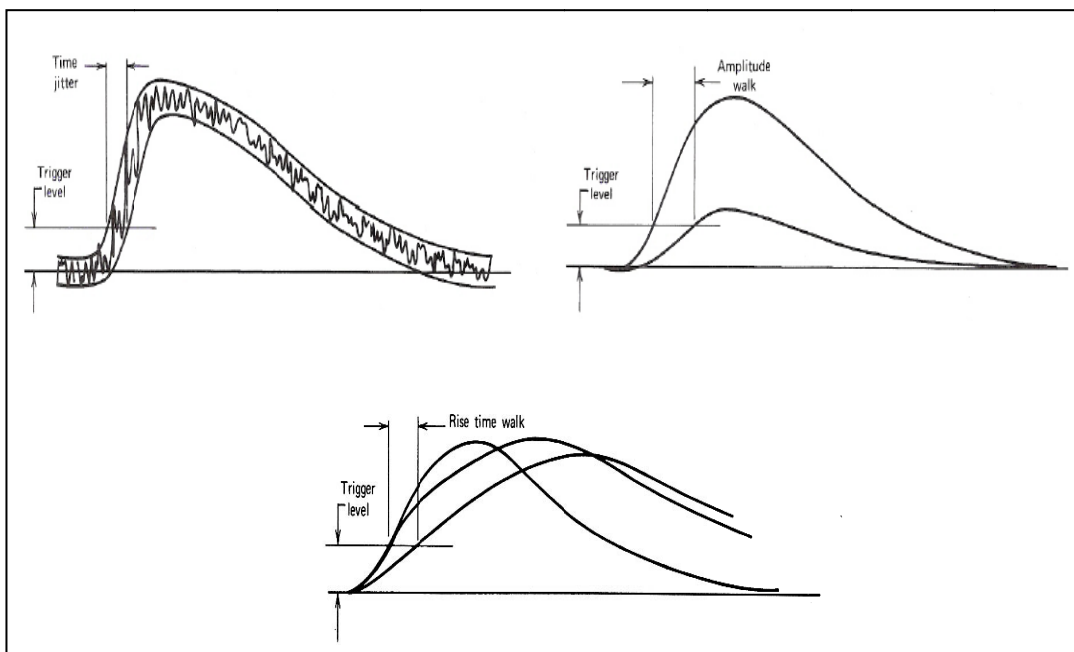 Time
jitter
Trigger
level
Amplitude
walk
Trigger
level
Rise time walk
Trigger
level